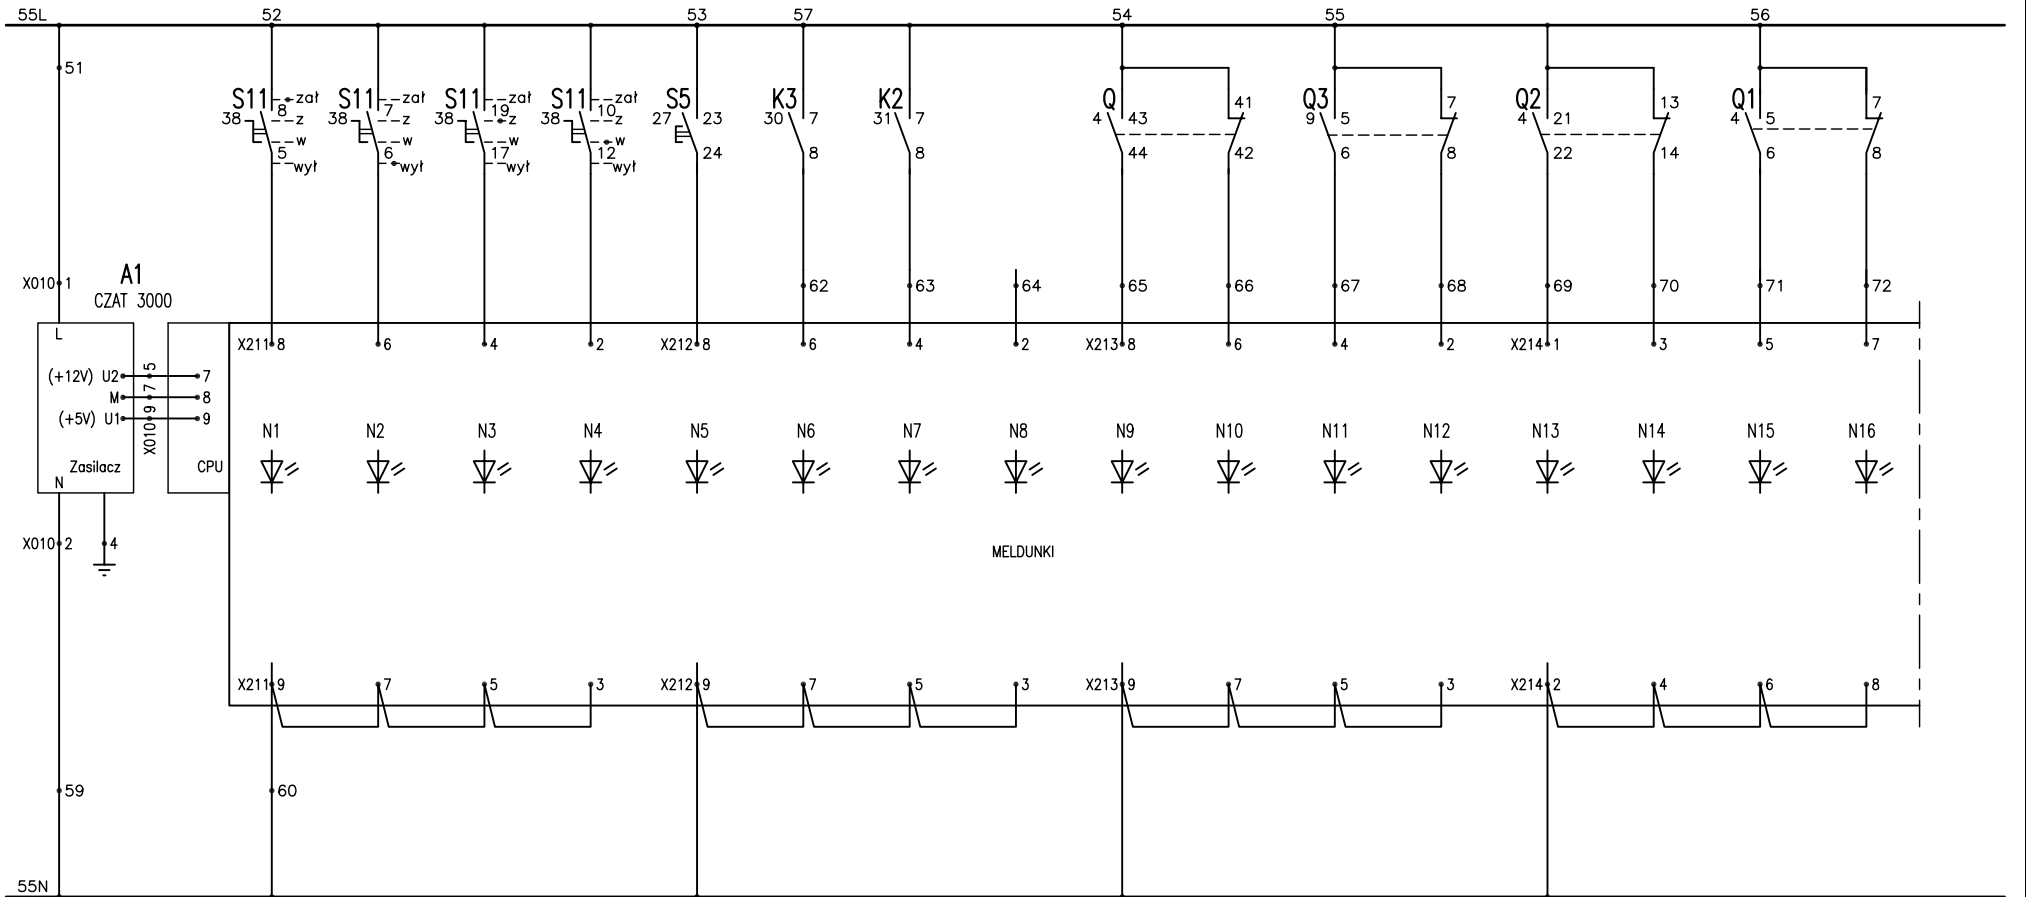 55L 52 53 57 54 55 56
51
S11 8 zał S11 7 zał S11 19 zał S11 10 zał S5 K3 K2 Q 41 Q3 7 Q2 13 Q1 7
38 z 38 z 38 z 38 z 27 23 30 7 31 7 4 43 9 5 4 21 4 5
w w w w
5 6 17 12 24 8 8 44 42 6 8 22 14 6 8
wył wył wył wył
X010 1 62 63 64 65 66 67 68 69 70 71 72
A1
CZAT 3000
L
X211 8 6 4 2 X212 8 6 4 2 X213 8 6 4 2 X214 1 3 5 7
(+12V) U2 5 7
M 7 8
(+5V) U1 9 9
X010
N1 N2 N3 N4 N5 N6 N7 N8 N9 N10 N11 N12 N13 N14 N15 N16
Zasilacz CPU
N
X010 2 4
MELDUNKI
X211 9 7 5 3 X212 9 7 5 3 X213 9 7 5 3 X214 2 4 6 8
59 60
55N